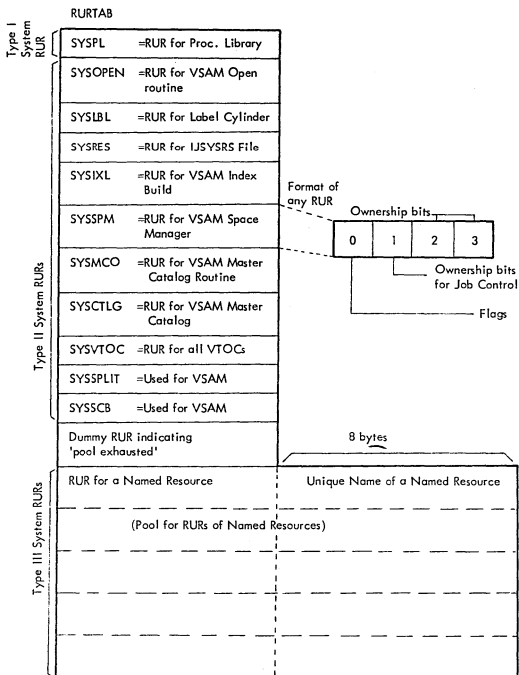 RURTAB
Type I
System
RUR
SYSPL =RUR for Proc. Library
Type II System RURs
SYSOPEN =RUR for VSAM Open
routine
SYSLBL =RUR for Label Cylinder
SYSRES =RUR for IJSYSRS File
SYSIXL =RUR for VSAM Index
Build
SYSSPM =RUR for VSAM Space
Manager
SYSMCO =RUR for VSAM Master
Catalog Routine
SYSCTLG =RUR for VSAM Master
Catalog
SYSVTOC =RUR for all VTOCs
SYSSPLIT =Used for VSAM
SYSSCB =Used for VSAM
Format of
any RUR
Ownership bits
0 1 2 3
Ownership bits
for Job Control
Flags
Dummy RUR indicating
'pool exhausted'
8 bytes
Type III System RURs
RUR for a Named Resource Unique Name of a Named Resource
(Pool for RURs of Named Resources)